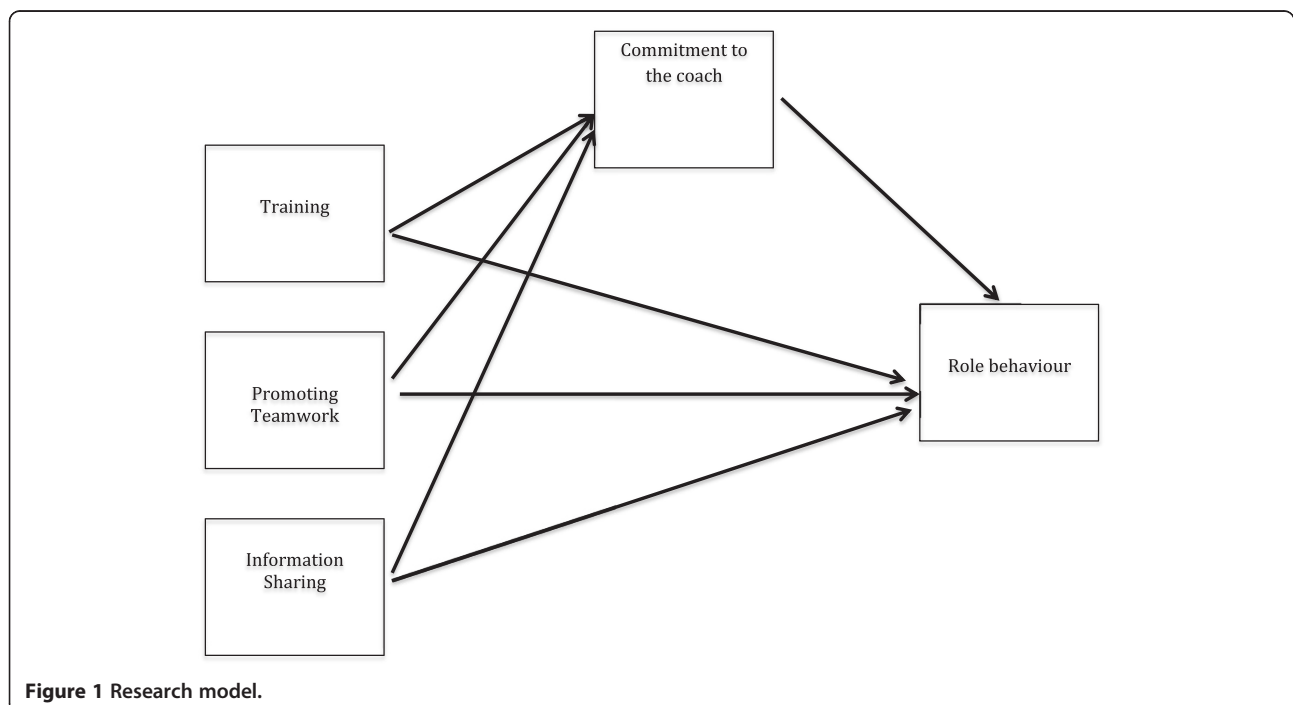 Commitment to
the coach
Training
Promoting
Teamwork
Role behaviour
Information
Sharing
Figure 1 Research model.